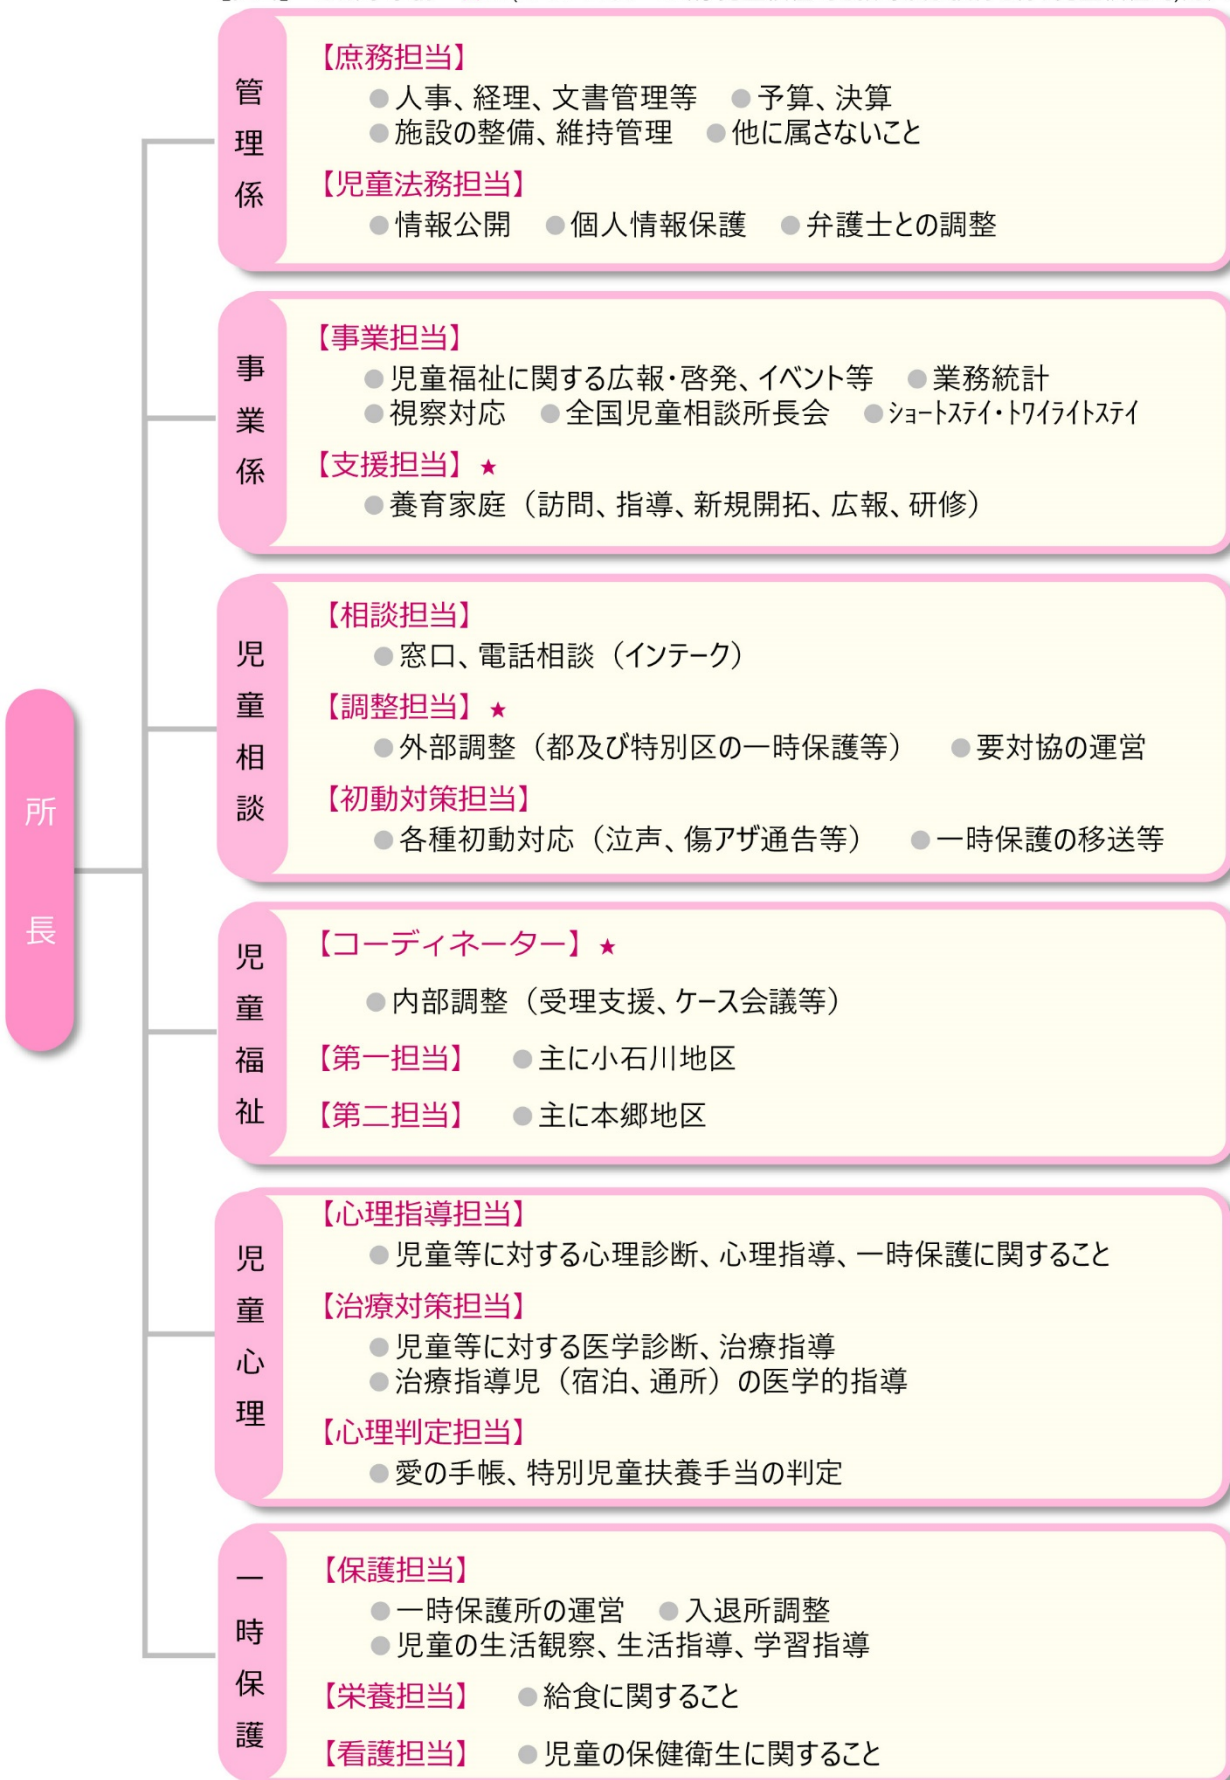 管理係
【庶務担当】
●人事、経理、文書管理等 ●予算、決算
●施設の整備、維持管理 ●他に属さないこと
【児童法務担当】
●情報公開 ●個人情報保護 ●弁護士との調整
事業係
【事業担当】
●児童福祉に関する広報・啓発、イベント等 ●業務統計
●視察対応 ●全国児童相談所長会 ●ショートステイ・トワイライトステイ
【支援担当】★
●養育家庭（訪問、指導、新規開拓、広報、研修）
児童相談
【相談担当】
●窓口、電話相談（インテーク）
【調整担当】★
●外部調整（都及び特別区の一時保護等） ●要対協の運営
【初動対策担当】
●各種初動対応（泣声、傷アザ通告等） ●一時保護の移送等
所長
児童福祉
【コーディネーター】★
●内部調整（受理支援、ケース会議等）
【第一担当】 ●主に小石川地区
【第二担当】 ●主に本郷地区
児童心理
【心理指導担当】
●児童等に対する心理診断、心理指導、一時保護に関すること
【治療対策担当】
●児童等に対する医学診断、治療指導
●治療指導児（宿泊、通所）の医学的指導
【心理判定担当】
●愛の手帳、特別児童扶養手当の判定
一時保護
【保護担当】
●一時保護所の運営 ●入退所調整
●児童の生活観察、生活指導、学習指導
【栄養担当】 ●給食に関すること
【看護担当】 ●児童の保健衛生に関すること